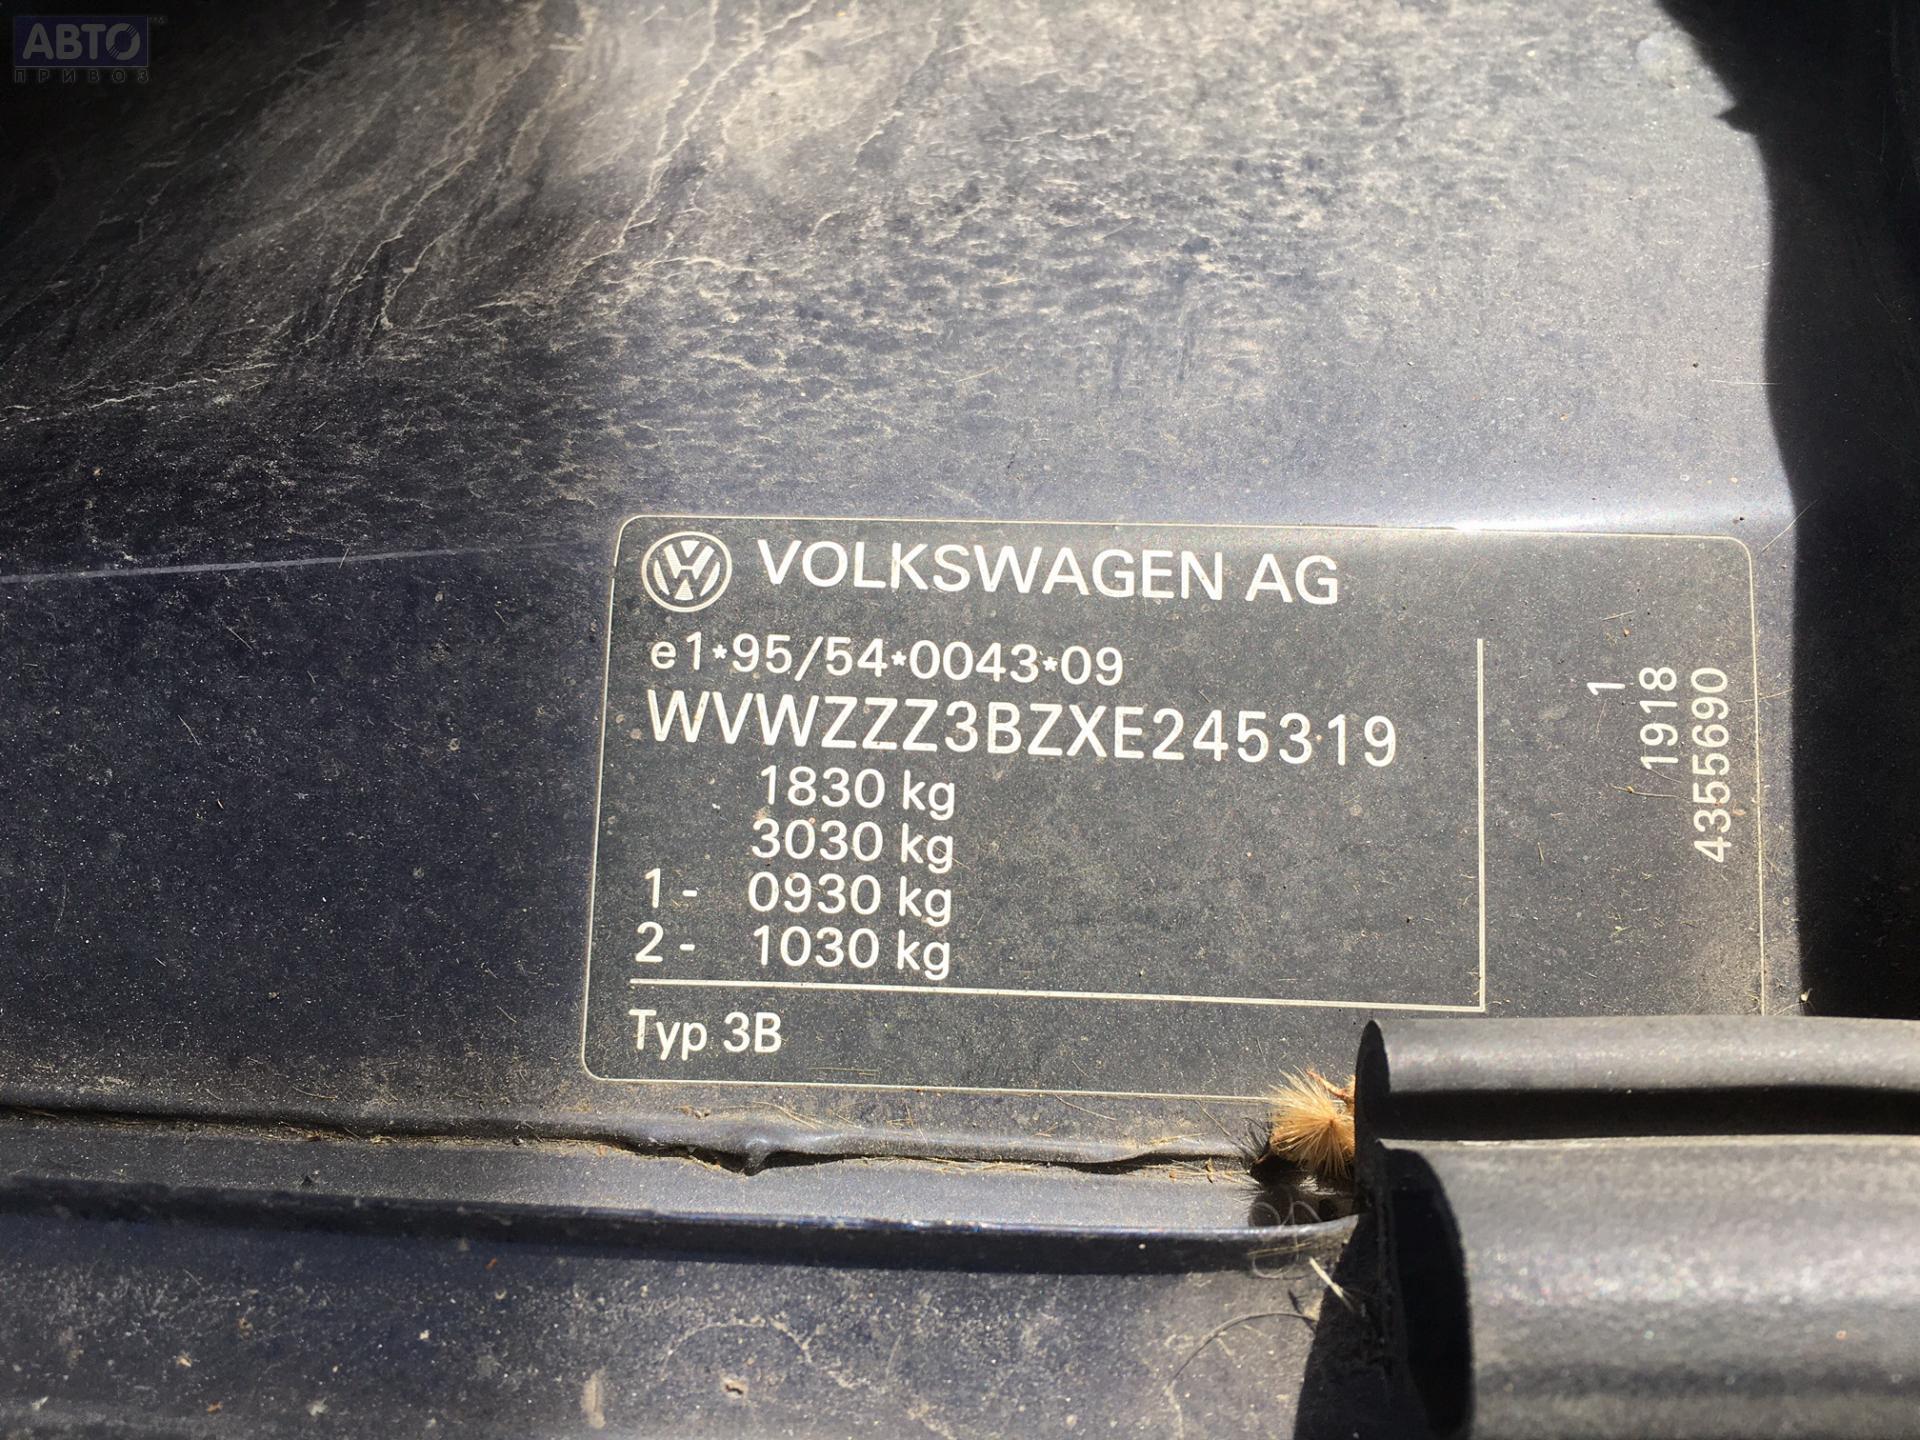 АВТО
ПРИВОЗ
VOLKSWAGEN AG
e1*95/54*0043*09
WVWZZZ3BZXE245319
1830 kg
3030 kg
1- 0930 kg
2- 1030 kg
Typ 3B
1
1918
4355690